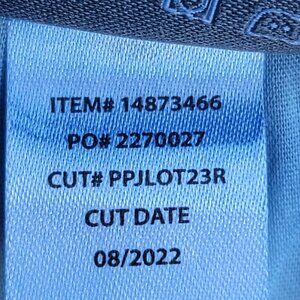 ITEM# 14873466
PO# 2270027
CUT# PPJLOT23R
CUT DATE
08/2022